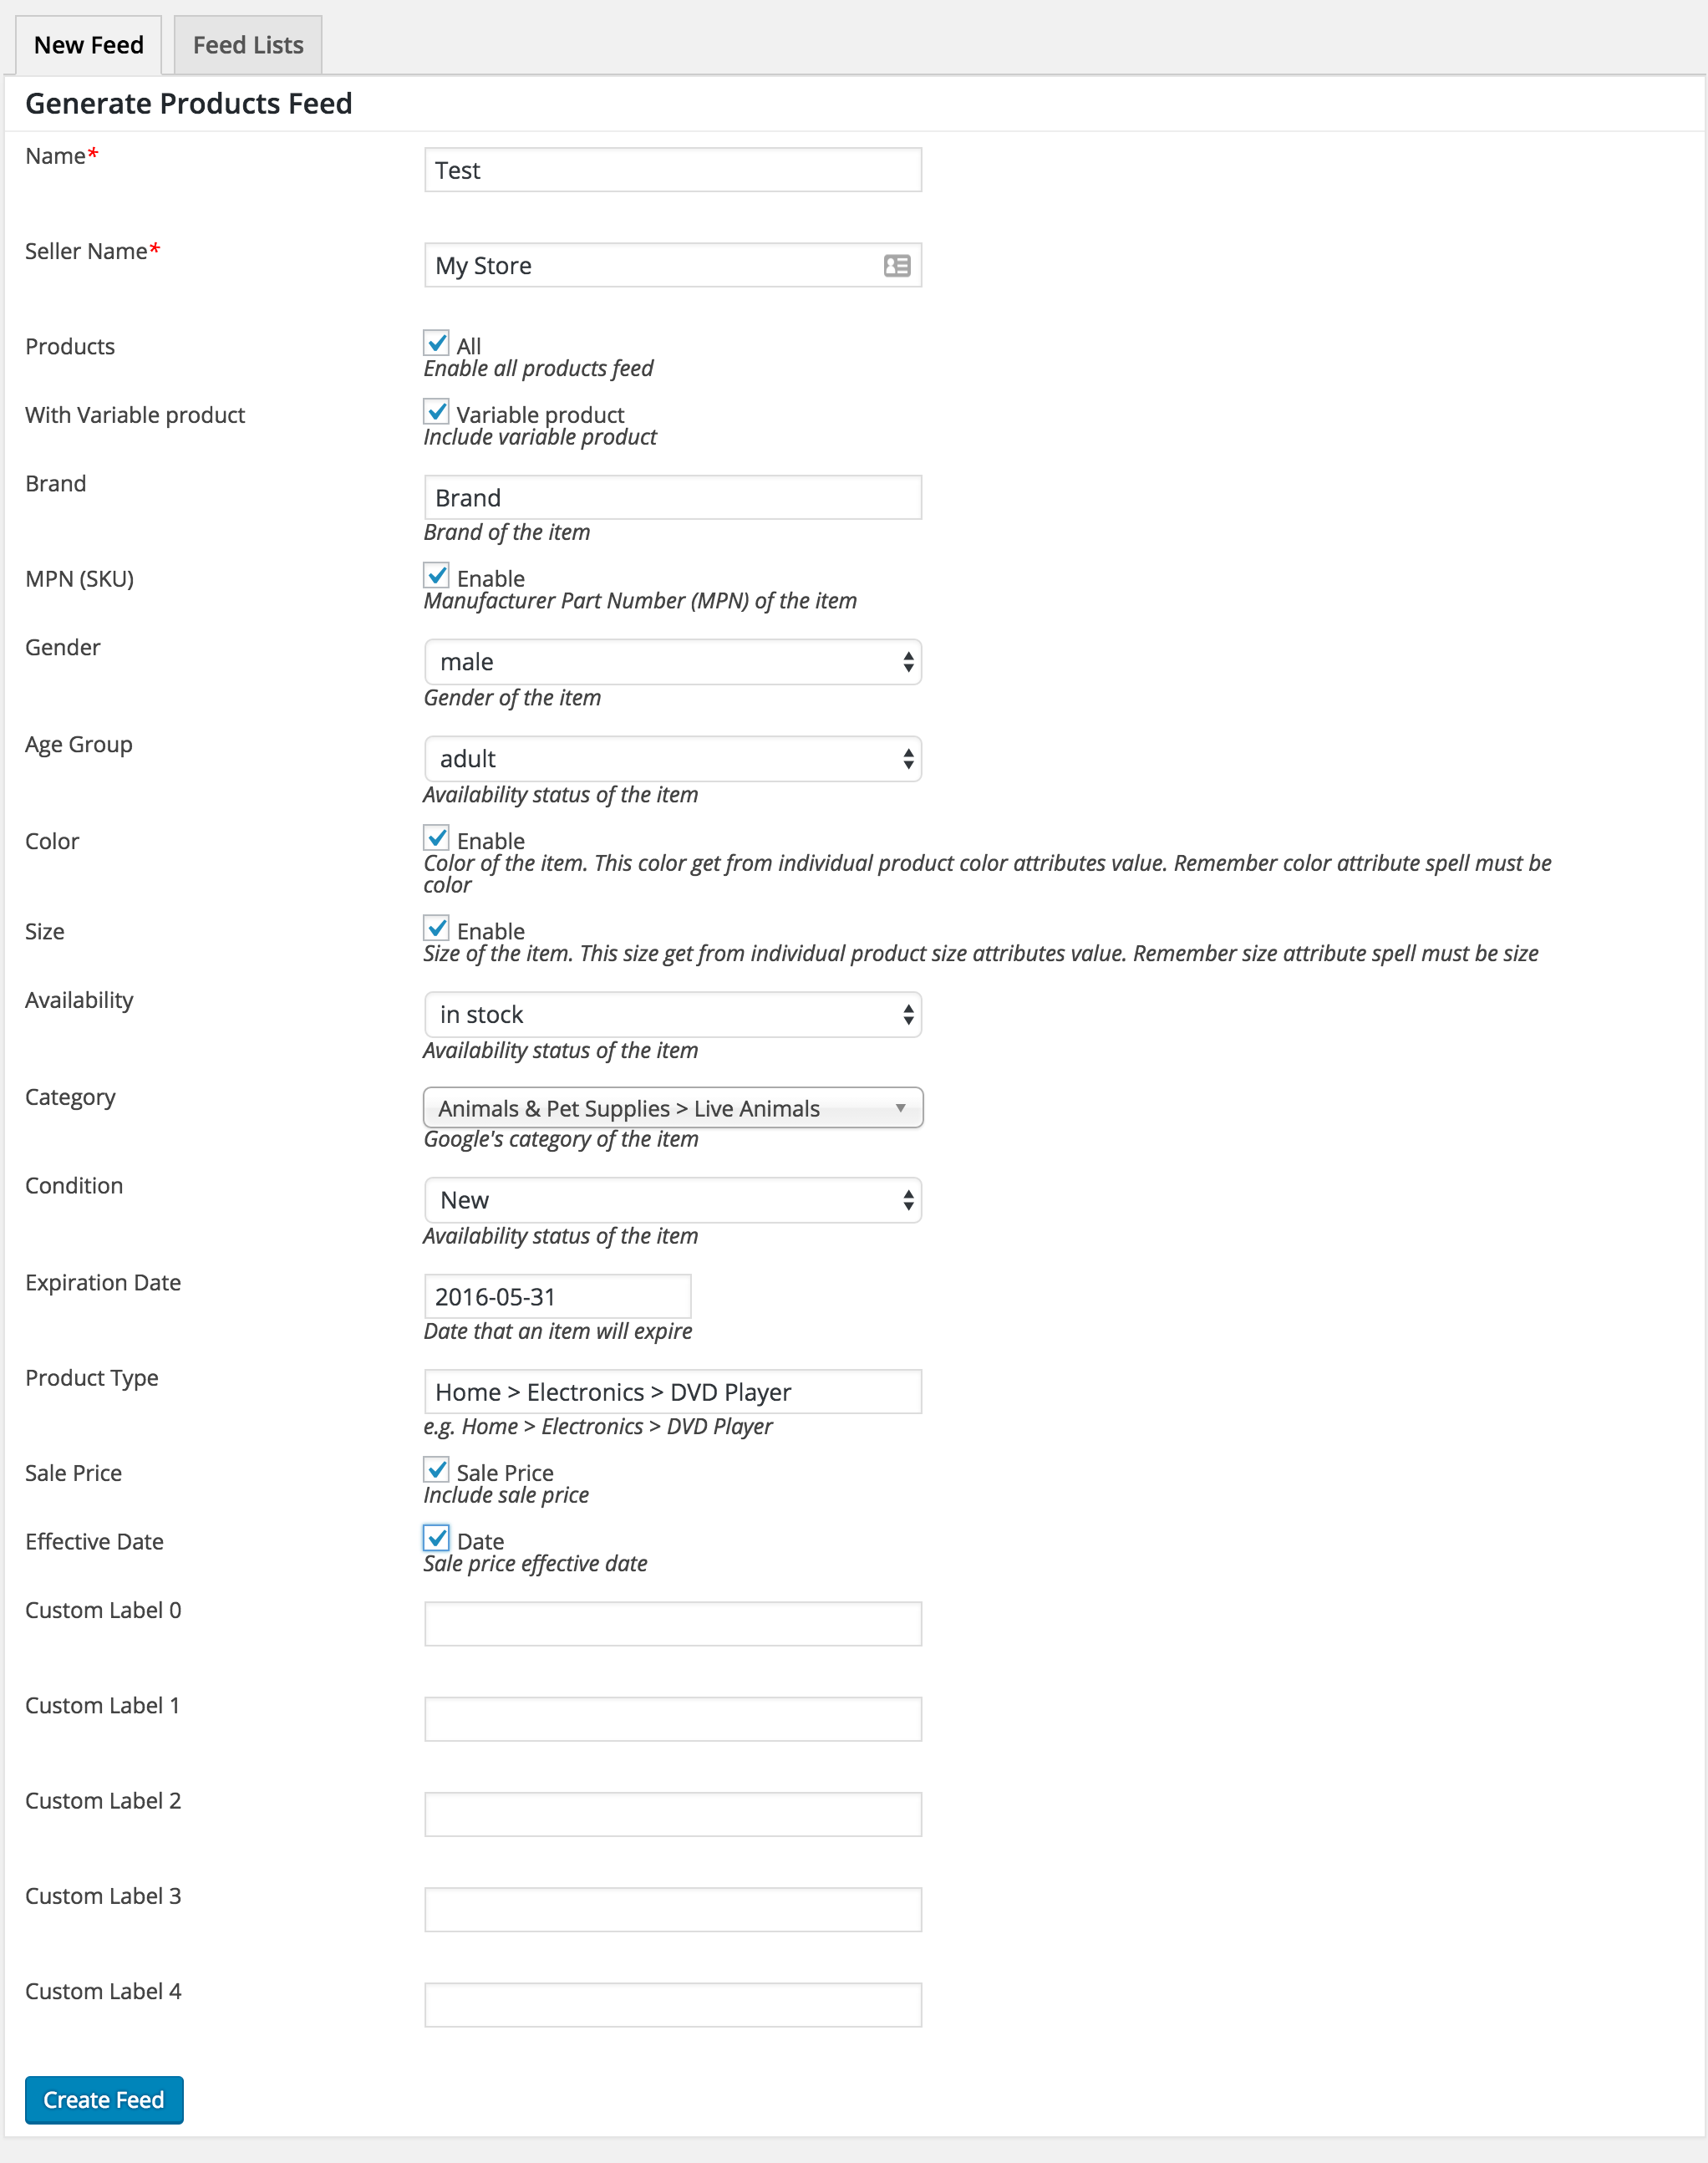 New Feed
Feed Lists
Generate Products Feed
Name*
Test
Seller Name*
My Store
Products
All
Enable all products feed
With Variable product
Variable product
Include variable product
Brand
Brand
Brand of the item
MPN (SKU)
Enable
Manufacturer Part Number (MPN) of the item
Gender
male
Gender of the item
Age Group
adult
Availability status of the item
Color
Enable
Color of the item. This color get from individual product color attributes value. Remember color attribute spell must be
color
Size
Enable
Size of the item. This size get from individual product size attributes value. Remember size attribute spell must be size
Availability
in stock
Availability status of the item
Category
Animals & Pet Supplies > Live Animals
Google's category of the item
Condition
New
Availability status of the item
Expiration Date
2016-05-31
Date that an item will expire
Product Type
Home > Electronics > DVD Player
e.g. Home > Electronics > DVD Player
Sale Price
Sale Price
Include sale price
Effective Date
Date
Sale price effective date
Custom Label 0
Custom Label 1
Custom Label 2
Custom Label 3
Custom Label 4
Create Feed